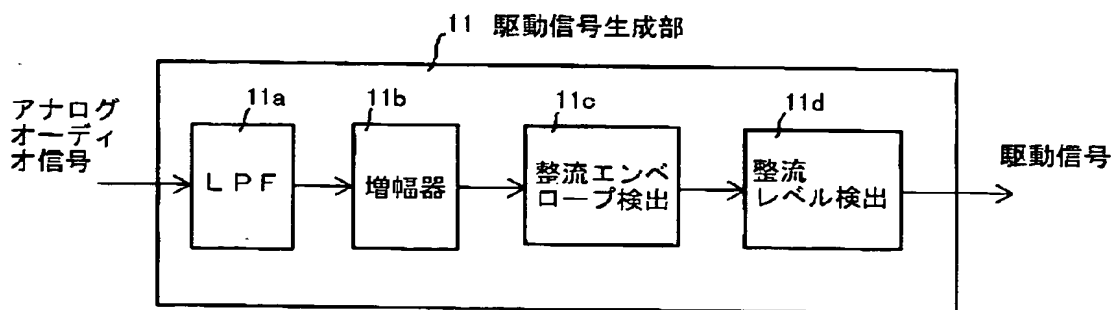 11 駆動信号生成部
アナログ
オーディ
オ信号
11a
LPF
11b
増幅器
11c
整流エンベ
ロープ検出
11d
整流
レベル検出
駆動信号